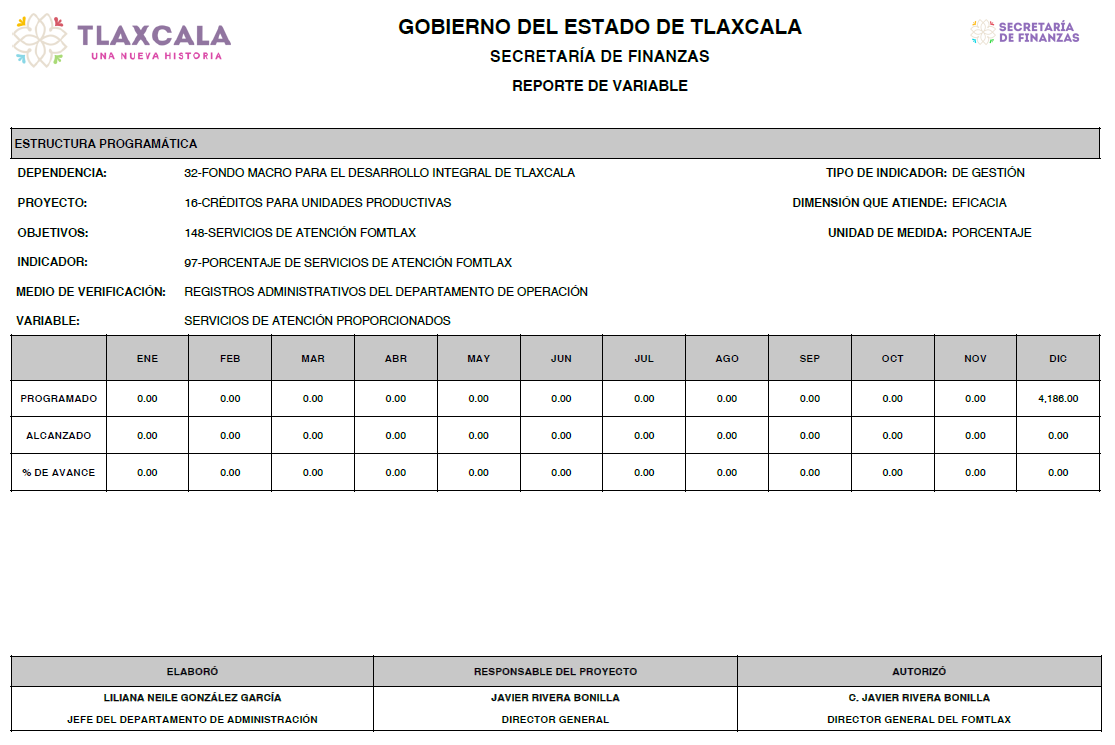 TLAXCALA
UNA NUEVA HISTORIA
GOBIERNO DEL ESTADO DE TLAXCALA
SECRETARÍA DE FINANZAS
REPORTE DE VARIABLE
SECRETARÍA
DE FINANZAS
ESTRUCTURA PROGRAMÁTICA
DEPENDENCIA: 32-FONDO MACRO PARA EL DESARROLLO INTEGRAL DE TLAXCALA TIPO DE INDICADOR: DE GESTIÓN
PROYECTO: 16-CRÉDITOS PARA UNIDADES PRODUCTIVAS DIMENSIÓN QUE ATIENDE: EFICACIA
OBJETIVOS: 148-SERVICIOS DE ATENCIÓN FOMTLAX UNIDAD DE MEDIDA: PORCENTAJE
INDICADOR: 97-PORCENTAJE DE SERVICIOS DE ATENCIÓN FOMTLAX
MEDIO DE VERIFICACIÓN: REGISTROS ADMINISTRATIVOS DEL DEPARTAMENTO DE OPERACIÓN
VARIABLE: SERVICIOS DE ATENCIÓN PROPORCIONADOS
ENE FEB MAR ABR MAY JUN JUL AGO SEP OCT NOV DIC
PROGRAMADO 0.00 0.00 0.00 0.00 0.00 0.00 0.00 0.00 0.00 0.00 0.00 4,186.00
ALCANZADO 0.00 0.00 0.00 0.00 0.00 0.00 0.00 0.00 0.00 0.00 0.00 0.00
% DE AVANCE 0.00 0.00 0.00 0.00 0.00 0.00 0.00 0.00 0.00 0.00 0.00 0.00
ELABORÓ RESPONSABLE DEL PROYECTO AUTORIZÓ
LILIANA NEILE GONZÁLEZ GARCÍA JAVIER RIVERA BONILLA C. JAVIER RIVERA BONILLA
JEFE DEL DEPARTAMENTO DE ADMINISTRACIÓN DIRECTOR GENERAL DIRECTOR GENERAL DEL FOMTLAX